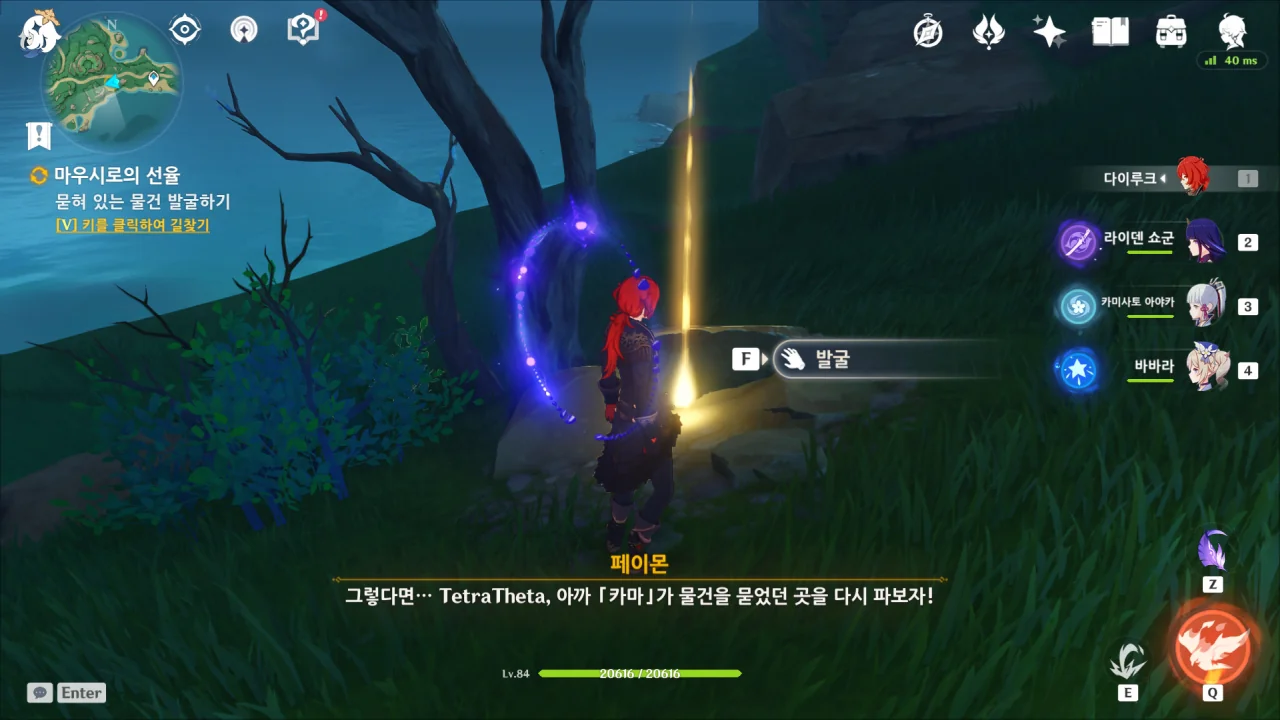 N
40 ms
마우시로의 선율
묻혀 있는 물건 발굴하기
[V] 키를 클릭하여 길찾기
다이루크
1
라이덴 쇼군
2
카미사토 아야카
3
바바라
4
F
발굴
페이몬
그렇다면… TetraTheta, 아까 「카마」가 물건을 묻었던 곳을 다시 파보자!
Lv.84
20616 / 20616
Z
E
Q
Enter